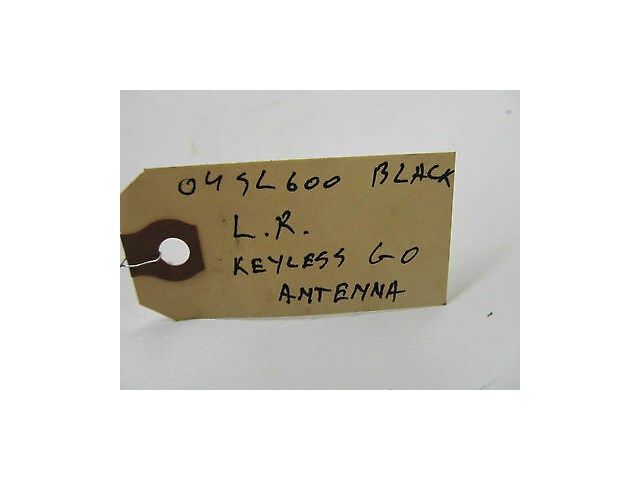 04 SL600 BLACK
L.R.
KEYLESS GO
ANTENNA